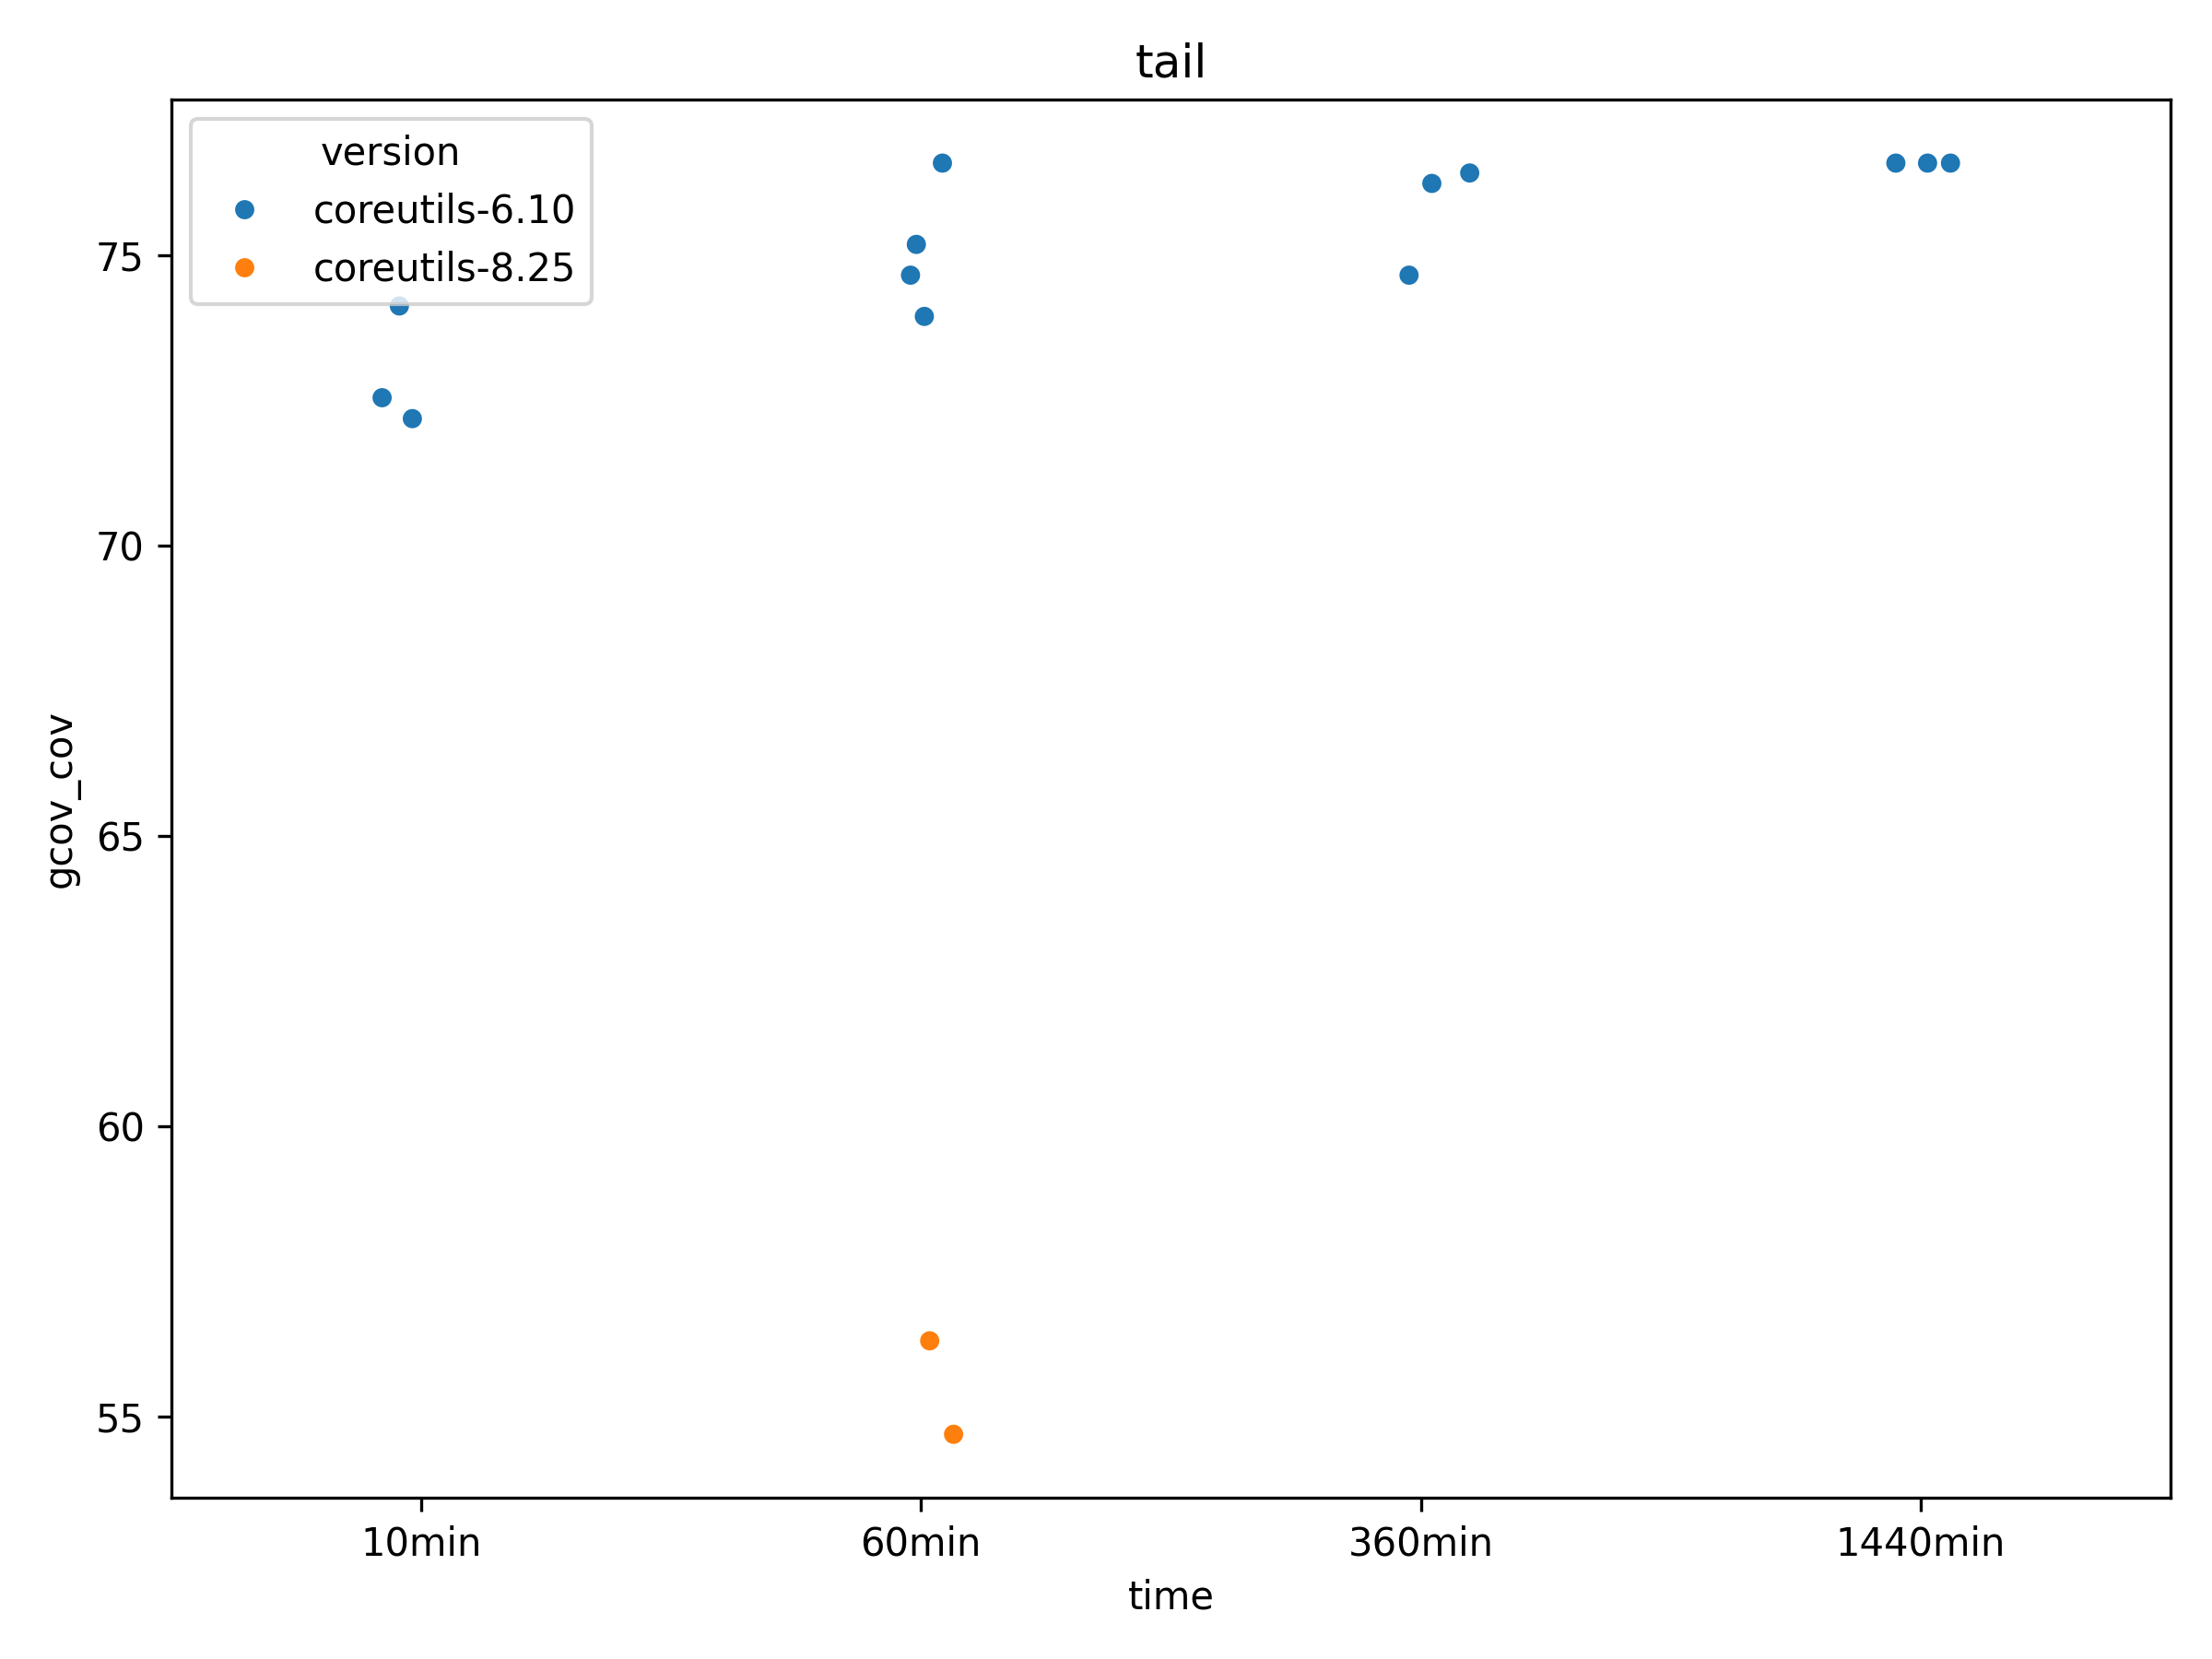 tail
version
coreutils-6.10
coreutils-8.25
75
70
65
60
55
gcov_cov
10min
60min
360min
1440min
time